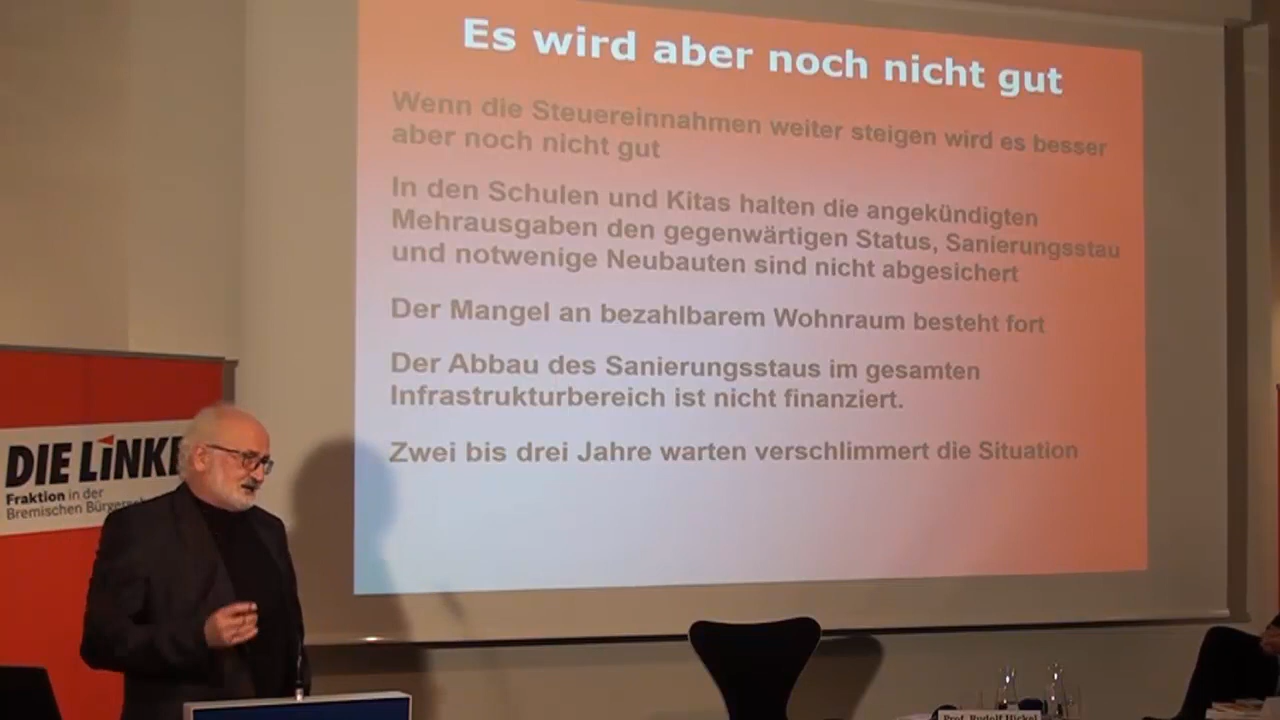 Es wird aber noch nicht gut
Wenn die Steuereinnahmen weiter steigen wird es besser
aber noch nicht gut
In den Schulen und Kitas halten die angekündigten
Mehrausgaben den gegenwärtigen Status, Sanierungsstau
und notwenige Neubauten sind nicht abgesichert
Der Mangel an bezahlbarem Wohnraum besteht fort
Der Abbau des Sanierungsstaus im gesamten
Infrastrukturbereich ist nicht finanziert.
Zwei bis drei Jahre warten verschlimmert die Situation
DIE LiNKE
Fraktion in der
Bremischen
Prof. Rudolf Hickel